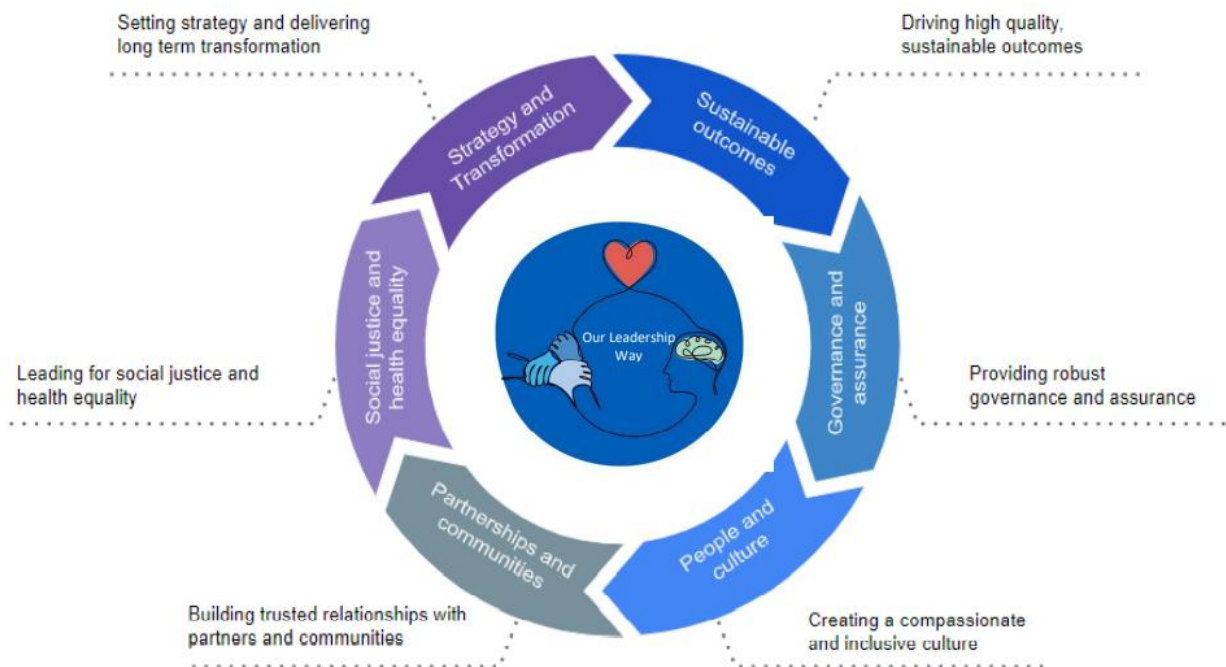 Setting strategy and delivering
long term transformation
Driving high quality,
sustainable outcomes
Strategy and
Transformation
Sustainable
outcomes
Social justice and
health equality
Our Leadership
Way
Governance and
assurance
Leading for social justice and
health equality
Providing robust
governance and assurance
Partnerships and
communities
People and
culture
Building trusted relationships with
partners and communities
Creating a compassionate
and inclusive culture